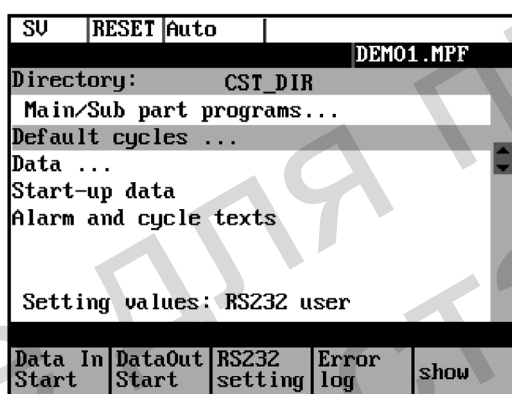 SV RESET Auto
DEMO1.MPF
Directory: CST_DIR
Main/Sub part programs...
Default cycles ...
Data ...
Start-up data
Alarm and cycle texts
Setting values: RS232 user
Data In Start DataOut Start RS232 setting Error log show